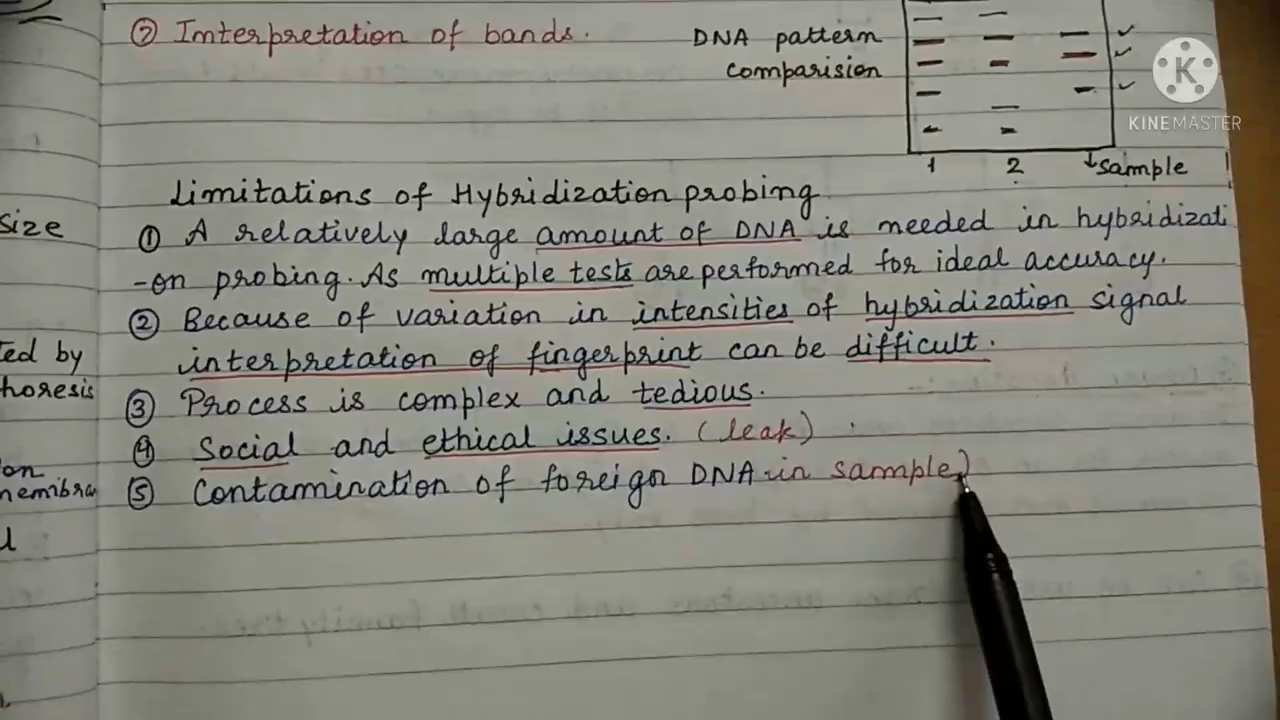 ⑦ Interpretation of bands.
DNA pattern
comparision
KINEMASTER
1 2 ↓sample
Limitations of Hybridization probing
① A relatively large amount of DNA is needed in hybridizati
-on probing. As multiple tests are performed for ideal accuracy.
② Because of variation in intensities of hybridization signal
interpretation of fingerprint can be difficult.
③ Process is complex and tedious.
④ Social and ethical issues. (leak)
⑤ Contamination of foreign DNA in sample)
size
ted by
horesis
on
nemibra